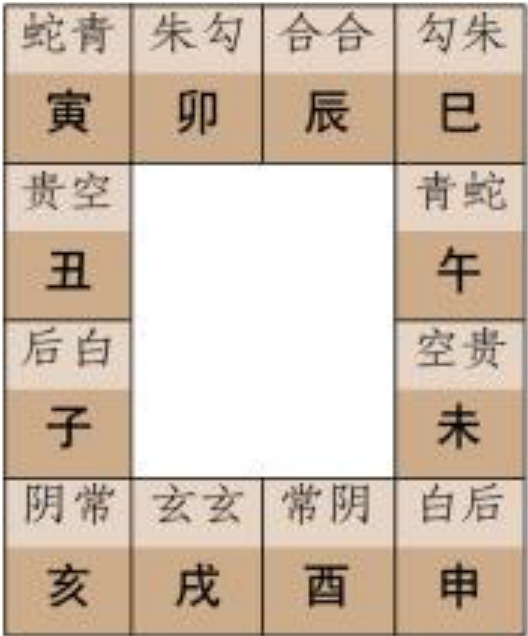 蛇青 朱勾 合合 勾朱
寅 卯 辰 巳
贵空 青蛇
丑 午
后白 空贵
子 未
阴常 玄玄 常阴 白后
亥 戌 酉 申